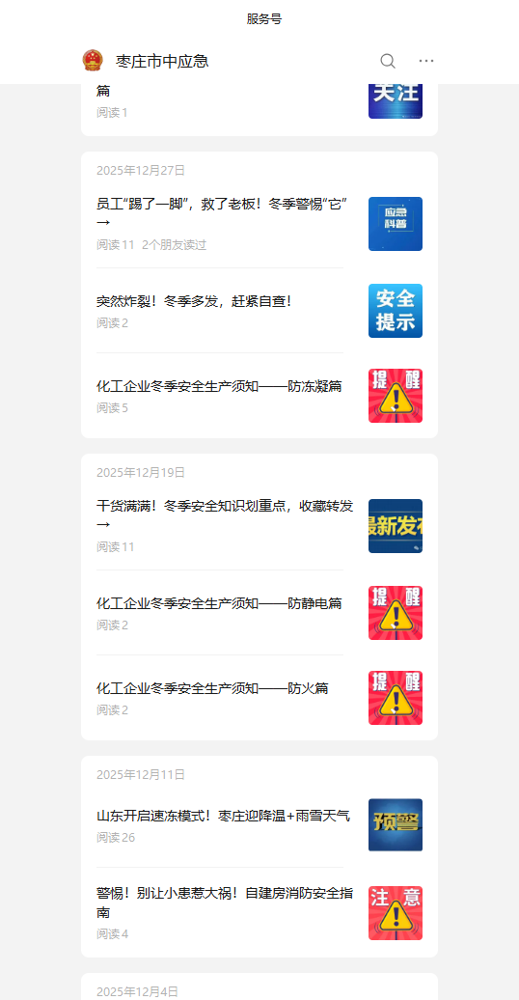 服务号
枣庄市中应急
篇
阅读 1
关注
2025年12月27日
员工“踢了一脚”，救了老板！冬季警惕“它”
→
阅读 11 2个朋友读过
应急
科普
突然炸裂！冬季多发，赶紧自查！
阅读 2
安全
提示
化工企业冬季安全生产须知——防冻凝篇
阅读 5
提 醒
2025年12月19日
干货满满！冬季安全知识划重点，收藏转发
→
阅读 11
最新发布
化工企业冬季安全生产须知——防静电篇
阅读 2
提 醒
化工企业冬季安全生产须知——防火篇
阅读 2
提 醒
2025年12月11日
山东开启速冻模式！枣庄迎降温+雨雪天气
阅读 26
预警
警惕！别让小患惹大祸！自建房消防安全指
南
阅读 4
注 意
2025年12月4日